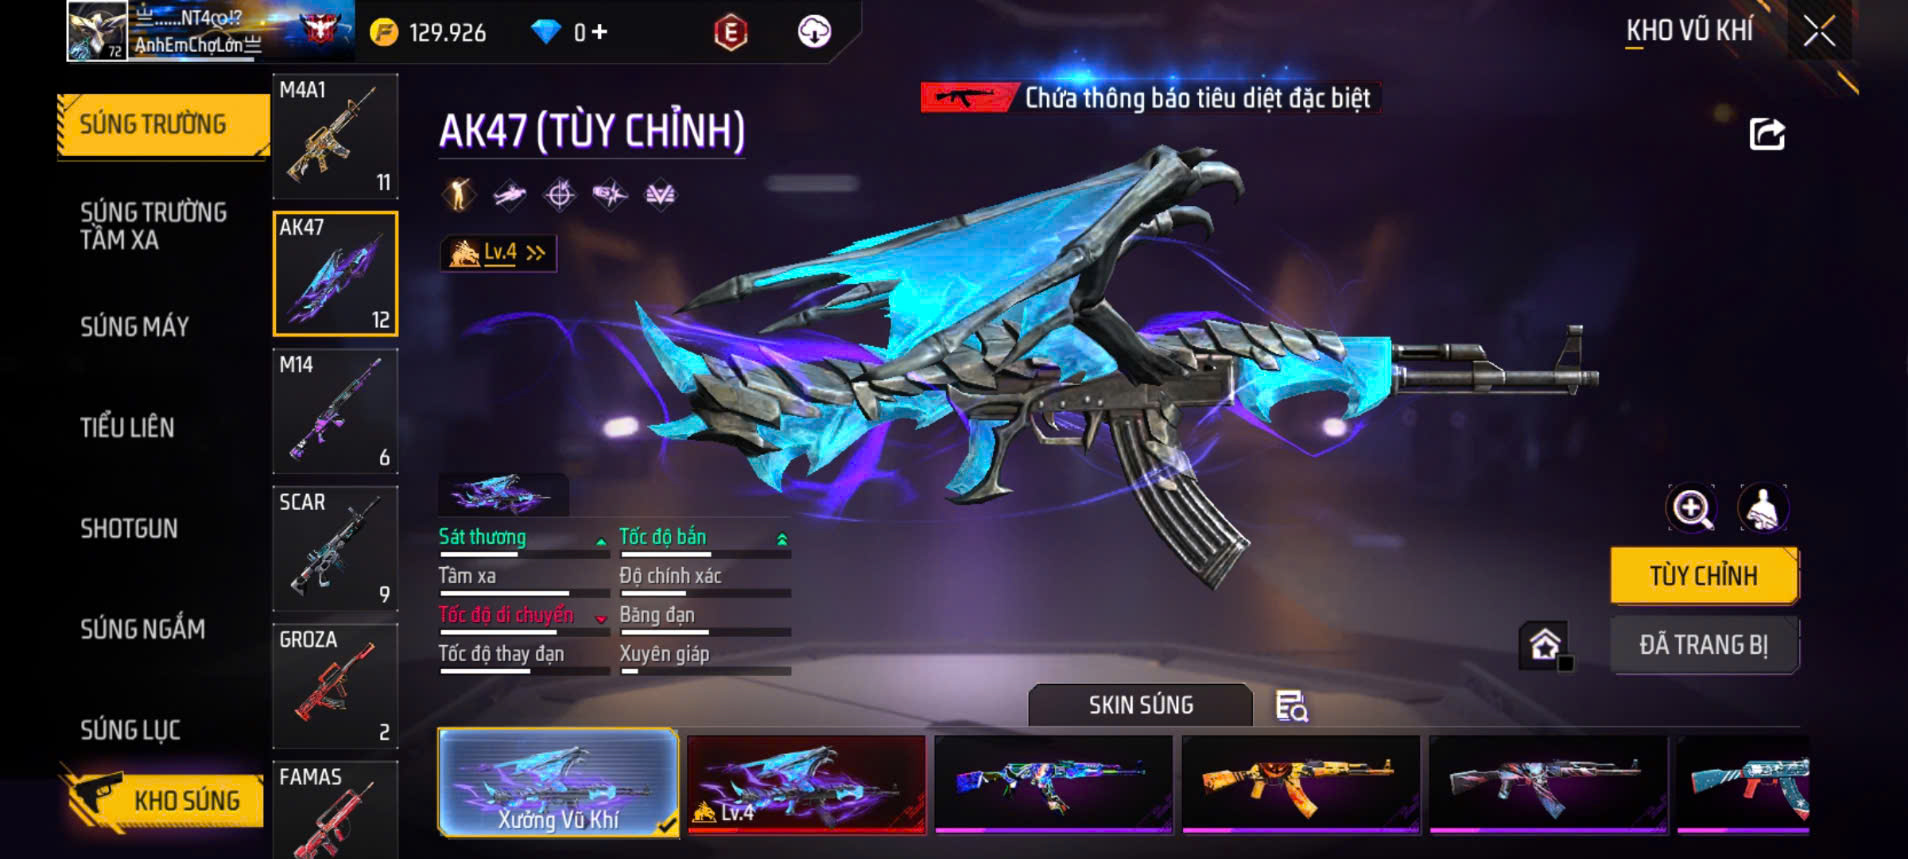 ......NT4∞!?
AnhEmChợLớn
72
129.926
0+
E
KHO VŨ KHÍ
SÚNG TRƯỜNG
SÚNG TRƯỜNG
TẦM XA
SÚNG MÁY
TIỂU LIÊN
SHOTGUN
SÚNG NGẮM
SÚNG LỤC
KHO SÚNG
M4A1
11
AK47
12
M14
6
SCAR
9
GROZA
2
FAMAS
AK47 (TÙY CHỈNH)
Lv.4
Chứa thông báo tiêu diệt đặc biệt
Sát thương
Tốc độ bắn
Tầm xa
Độ chính xác
Tốc độ di chuyển
Băng đạn
Tốc độ thay đạn
Xuyên giáp
TÙY CHỈNH
ĐÃ TRANG BỊ
SKIN SÚNG
Xưởng Vũ Khí
Lv.4